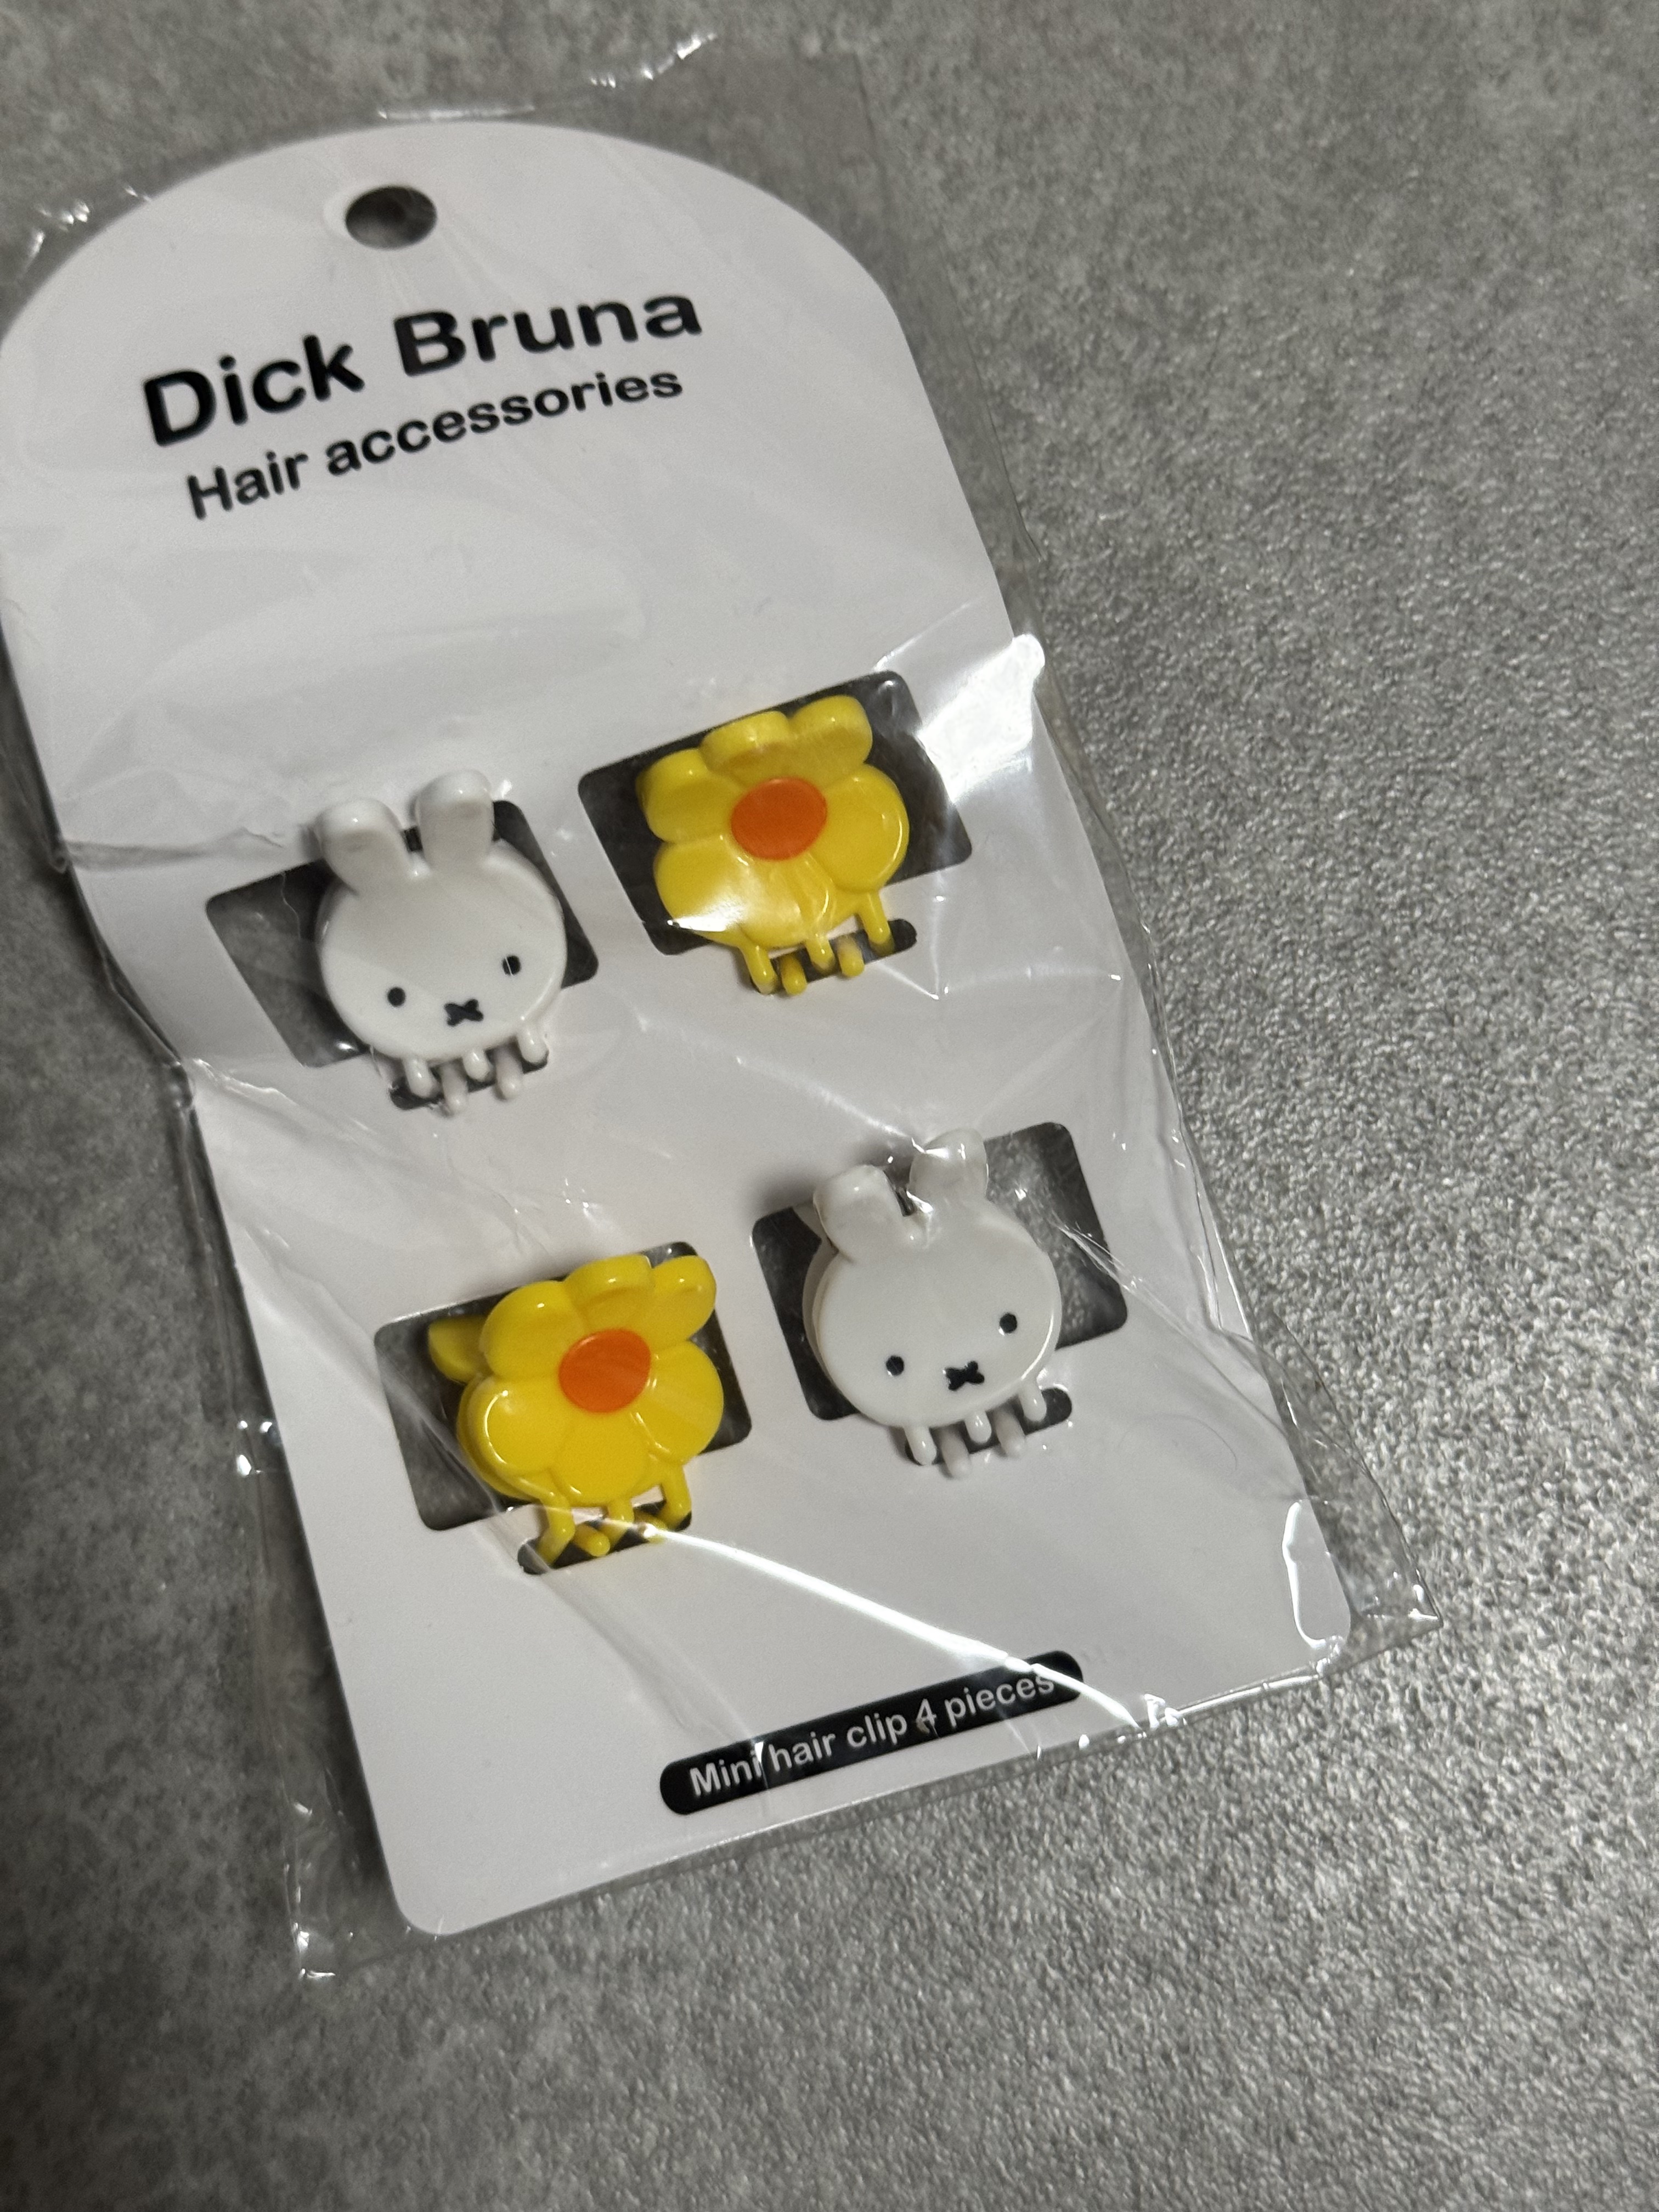 Dick Bruna
Hair accessories
Mini hair clip 4 pieces